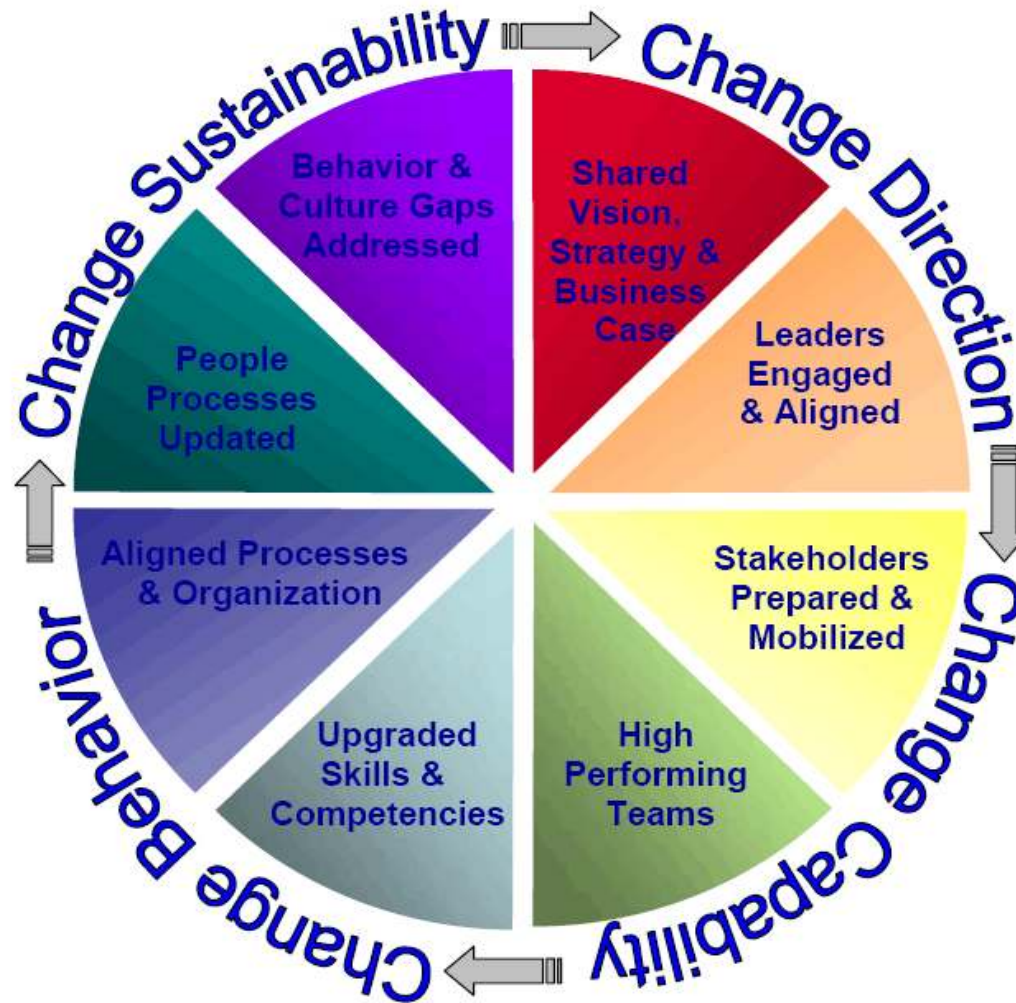 Change Direction
Shared
Vision,
Strategy &
Business
Case
Leaders
Engaged
& Aligned
Change Capability
Stakeholders
Prepared &
Mobilized
High
Performing
Teams
Change Behavior
Upgraded
Skills &
Competencies
Aligned Processes
& Organization
Change Sustainability
People
Processes
Updated
Behavior &
Culture Gaps
Addressed